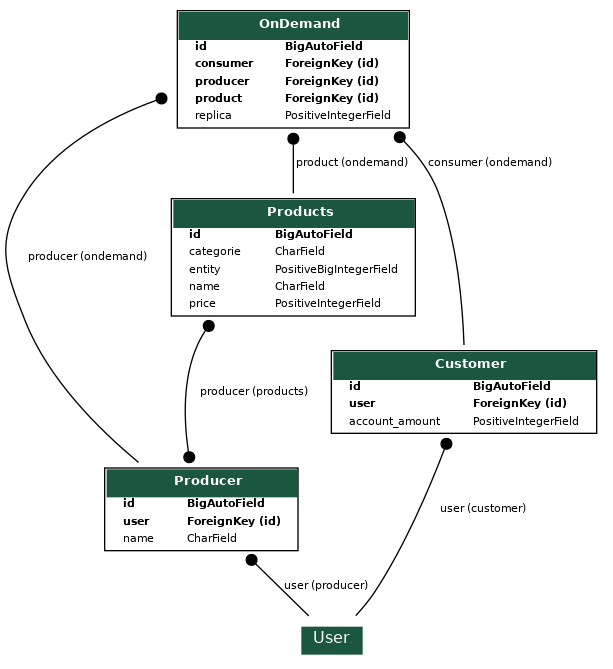 OnDemand
id BigAutoField
consumer ForeignKey (id)
producer ForeignKey (id)
product ForeignKey (id)
replica PositiveIntegerField
product (ondemand)
consumer (ondemand)
Products
id BigAutoField
categorie CharField
entity PositiveBigIntegerField
name CharField
price PositiveIntegerField
producer (ondemand)
Customer
id BigAutoField
user ForeignKey (id)
account_amount PositiveIntegerField
producer (products)
Producer
id BigAutoField
user ForeignKey (id)
name CharField
user (customer)
user (producer)
User